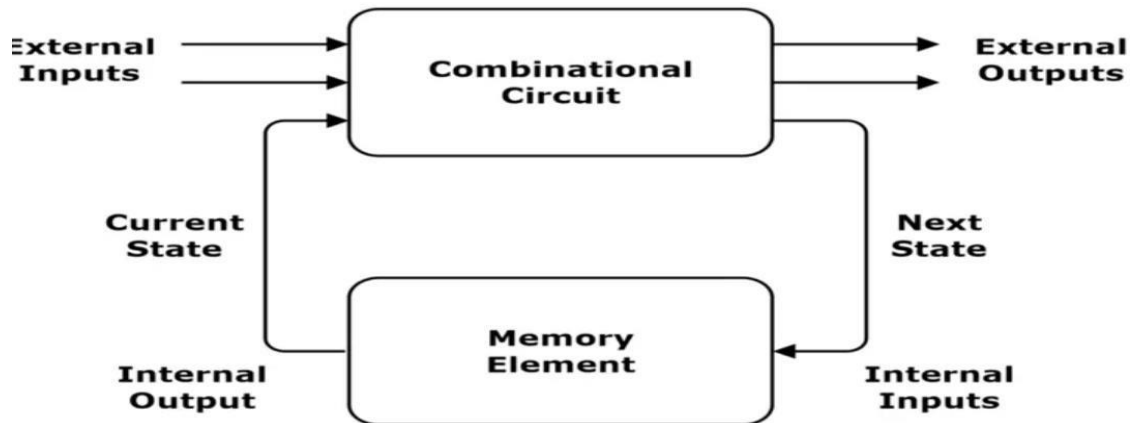 External
Inputs
Combinational
Circuit
External
Outputs
Current
State
Next
State
Memory
Element
Internal
Output
Internal
Inputs